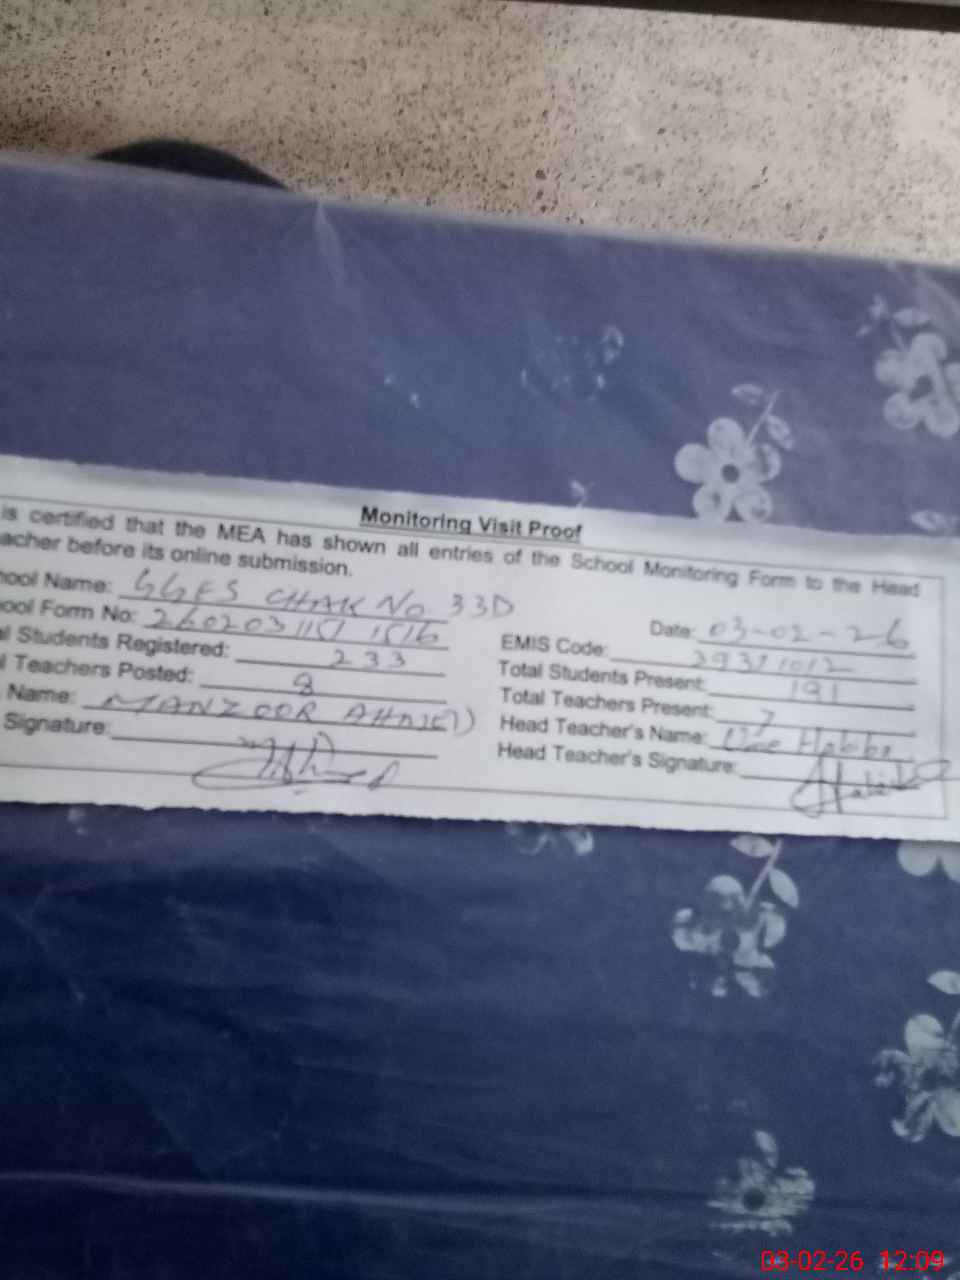 Monitoring Visit Proof
is certified that the MEA has shown all entries of the School Monitoring Form to the Head
acher before its online submission.
hool Name: GGES CHAK No. 33D
Date: 03-02-26
ool Form No: 2602031151 1516
EMIS Code:
al Students Registered: 233
Total Students Present: 191
l Teachers Posted: 8
Total Teachers Present: 7
Name: MANZOOR AHMED
Head Teacher's Name: Habiba
Signature:
Head Teacher's Signature:
03-02-26 12:09